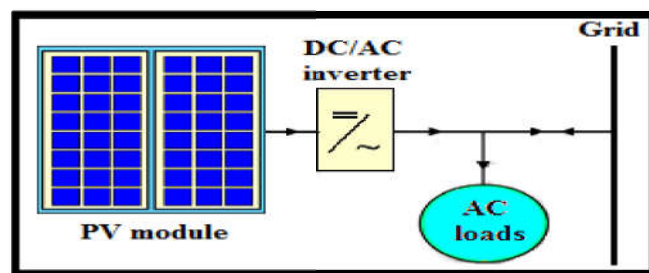 Grid
DC/AC
inverter
PV module
AC
loads